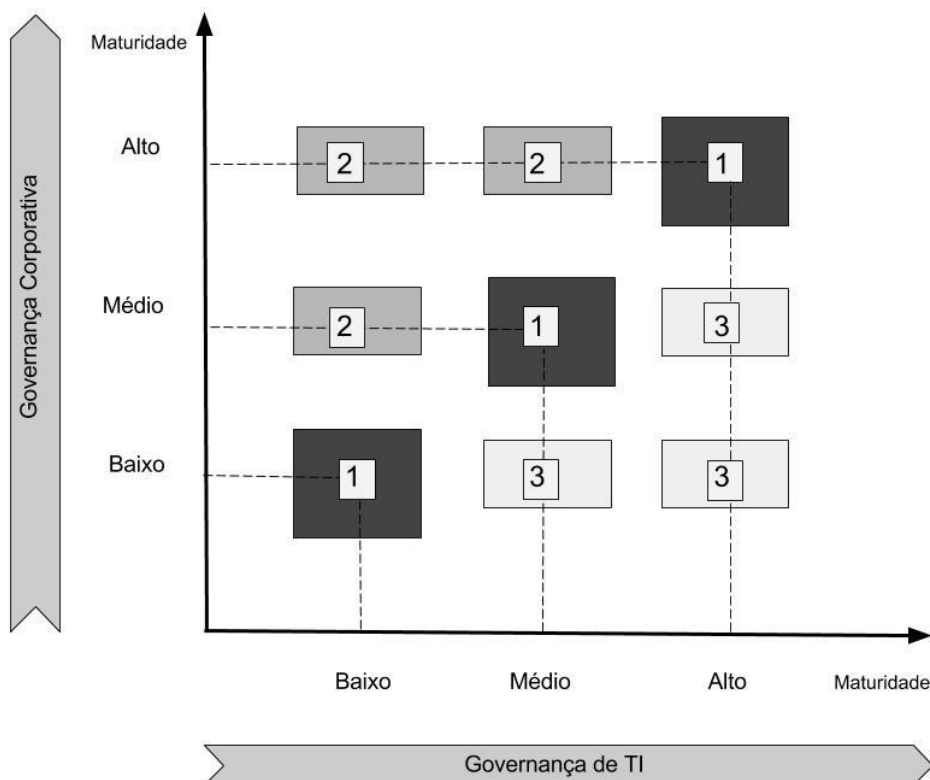 Maturidade
Alto
2 2 1
Governança Corporativa
Médio
2 1 3
Baixo
1 3 3
Baixo Médio Alto Maturidade
Governança de TI